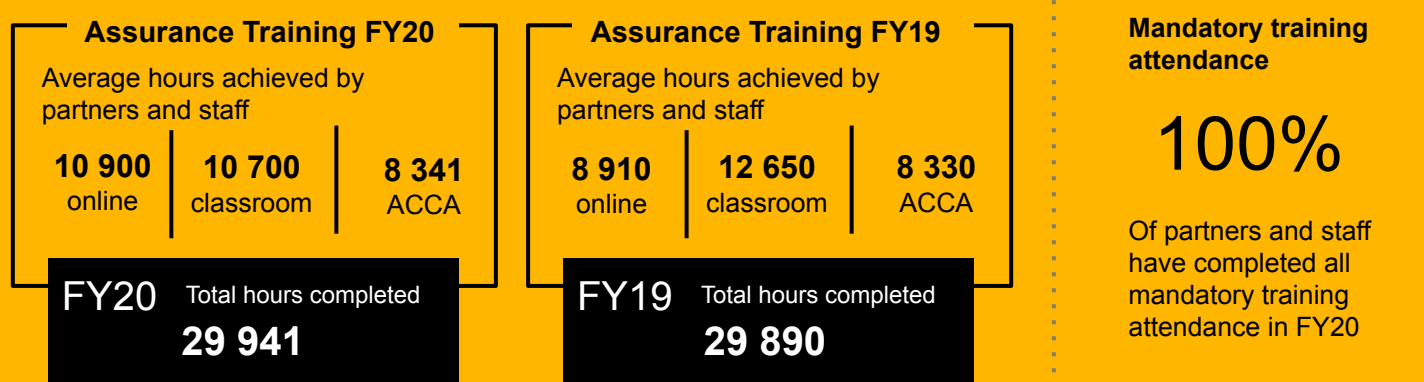 Assurance Training FY20
Average hours achieved by
partners and staff
10 900
online
10 700
classroom
8 341
ACCA
FY20
Total hours completed
29 941
Assurance Training FY19
Average hours achieved by
partners and staff
8 910
online
12 650
classroom
8 330
ACCA
FY19
Total hours completed
29 890
Mandatory training
attendance
100%
Of partners and staff
have completed all
mandatory training
attendance in FY20